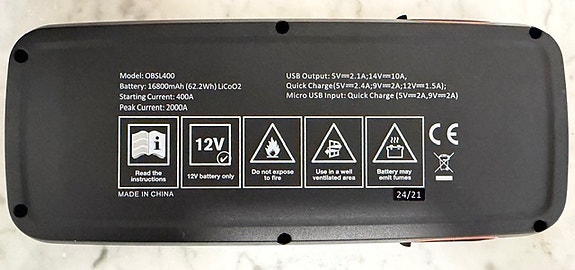 Model: OBSL400
Battery: 16800mAh (62.2Wh) LiCoO2
Starting Current: 400A
Peak Current: 2000A
USB Output: 5V⎓2.1A;14V⎓10A,
Quick Charge(5V⎓2.4A;9V⎓2A;12V⎓1.5A);
Micro USB Input: Quick Charge (5V⎓2A,9V⎓2A)
i
Read the
instructions
12V
12V battery only
Do not expose
to fire
Use in a well
ventilated area
Battery may
emit fumes
CE
MADE IN CHINA
24/21